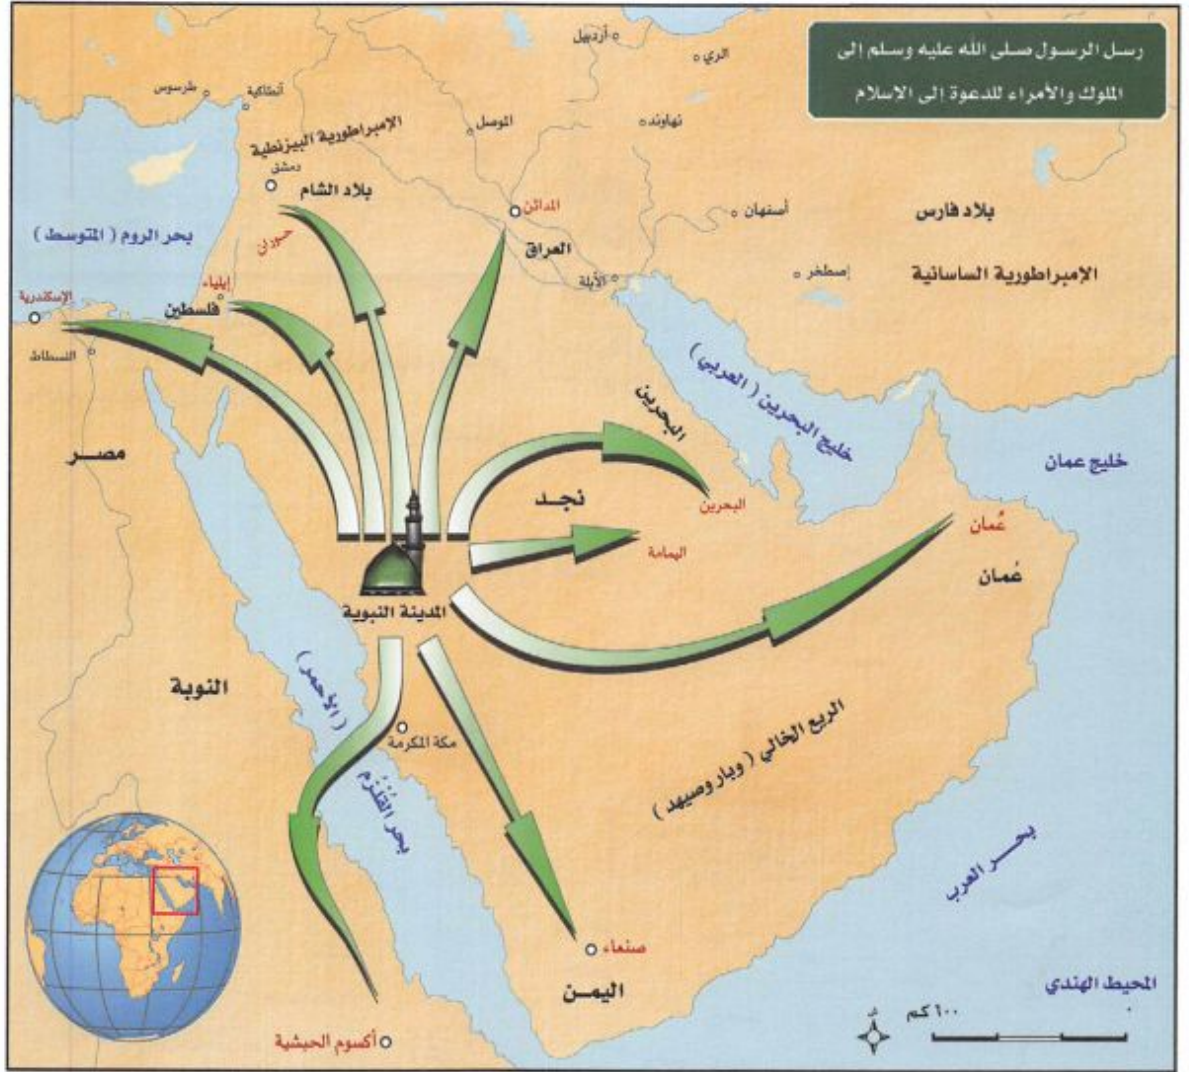 رسل الرسول صلى الله عليه وسلم إلى
الملوك والأمراء للدعوة إلى الاسلام
أردبيل
الري
طرسوس
أنطاكية
الموصل
نهاوند
الإمبراطورية البيزنطية
دمشق
بلاد الشام
المدائن
أصفهان
بلاد فارس
بحر الروم ( المتوسط )
حوران
العراق
الإمبراطورية الساسانية
إصطخر
الأبلة
إيلياء
الإسكندرية
فلسطين
الفسطاط
خليج البحرين ( العربي )
البحرين
مصر
خليج عمان
نجد
البحرين
عُمان
اليمامة
عُمان
المدينة النبوية
النوبة
( الأحمر )
بحر القُلْزُم
مكة المكرمة
الربع الخالي ( وبار وصيهد )
بحر العرب
صنعاء
اليمن
المحيط الهندي
أكسوم الحبشية
ش
٦٠٠ كم
٠